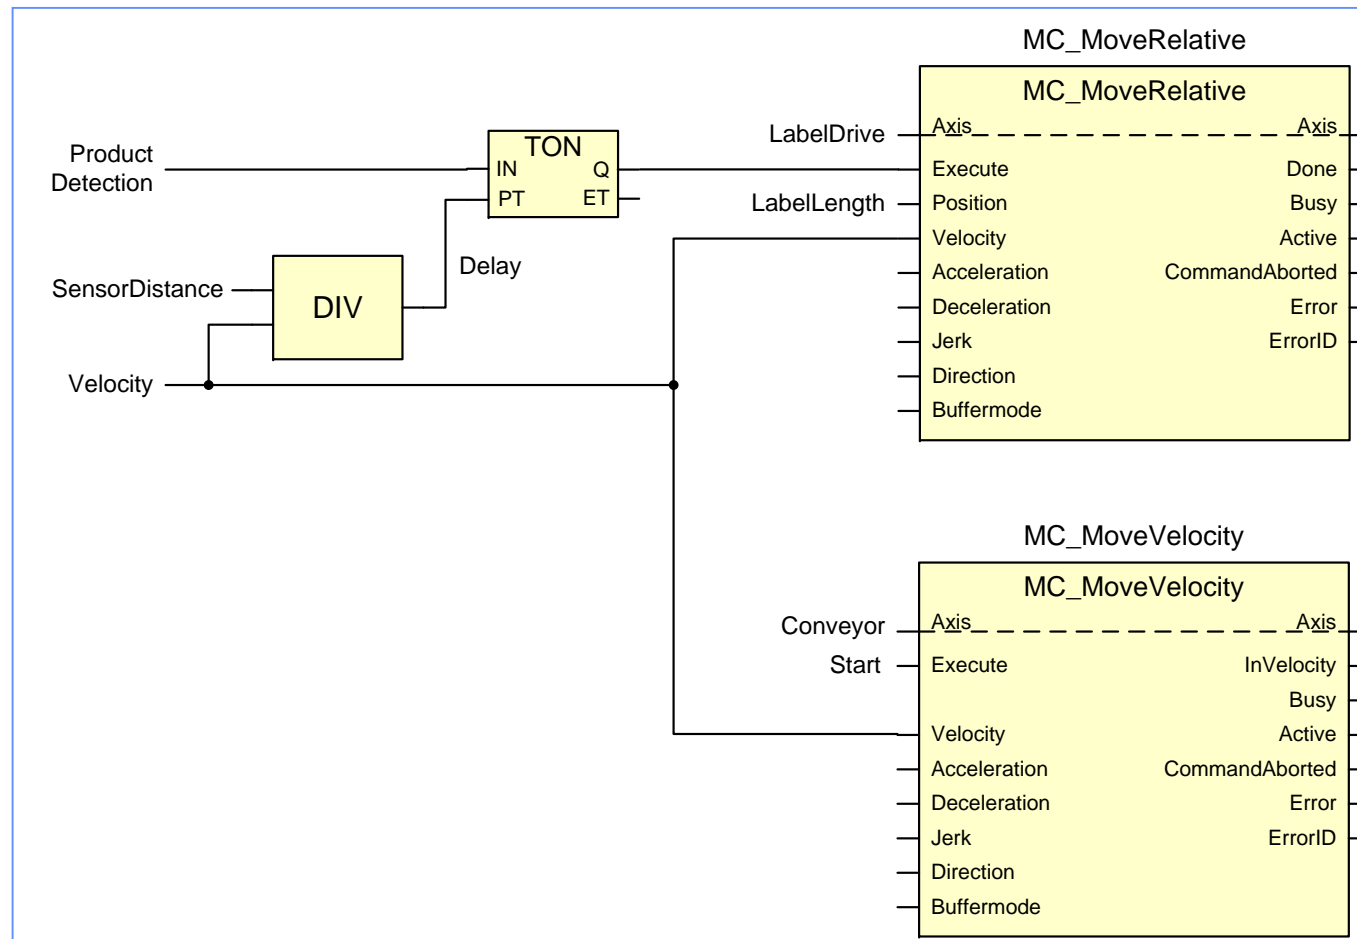 MC_MoveRelative
MC_MoveRelative
LabelDrive
Axis
Axis
Product
Detection
TON
IN
Q
PT
ET
Execute
Done
LabelLength
Position
Busy
Velocity
Active
Delay
SensorDistance
DIV
Acceleration
CommandAborted
Deceleration
Error
Jerk
ErrorID
Velocity
Direction
Buffermode
MC_MoveVelocity
MC_MoveVelocity
Conveyor
Axis
Axis
Start
Execute
InVelocity
Busy
Velocity
Active
Acceleration
CommandAborted
Deceleration
Error
Jerk
ErrorID
Direction
Buffermode